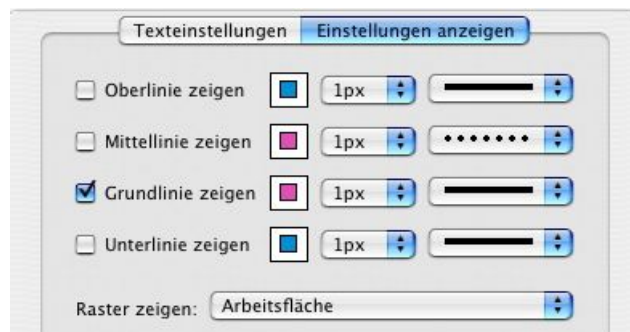 Texteinstellungen Einstellungen anzeigen
Oberlinie zeigen 1px
Mittellinie zeigen 1px
Grundlinie zeigen 1px
Unterlinie zeigen 1px
Raster zeigen: Arbeitsfläche